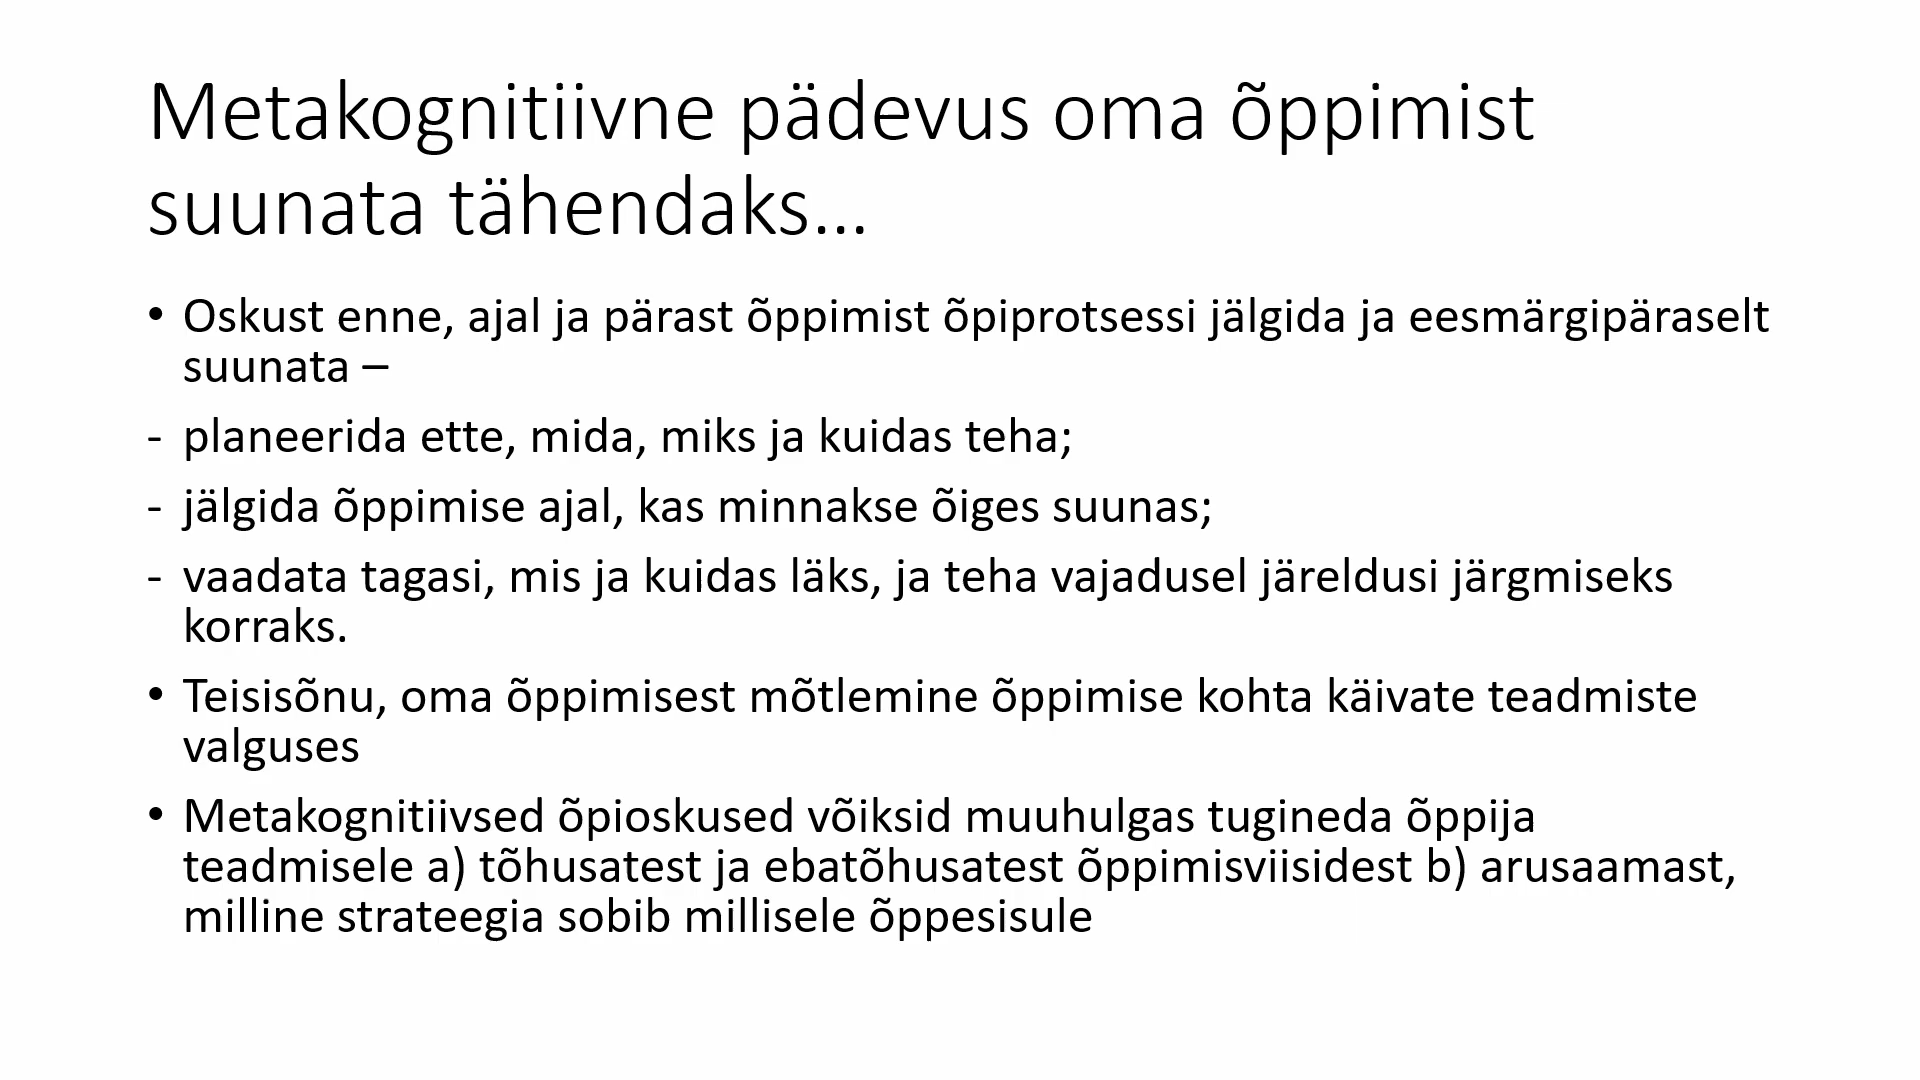 Metakognitiivne pädevus oma õppimist
suunata tähendaks...
• Oskust enne, ajal ja pärast õppimist õpiprotsessi jälgida ja eesmärgipäraselt
suunata –
- planeerida ette, mida, miks ja kuidas teha;
- jälgida õppimise ajal, kas minnakse õiges suunas;
- vaadata tagasi, mis ja kuidas läks, ja teha vajadusel järeldusi järgmiseks
korraks.
• Teisisõnu, oma õppimisest mõtlemine õppimise kohta käivate teadmiste
valguses
• Metakognitiivsed õpioskused võiksid muuhulgas tugineda õppija
teadmisele a) tõhusatest ja ebatõhusatest õppimisviisidest b) arusaamast,
milline strateegia sobib millisele õppesisule